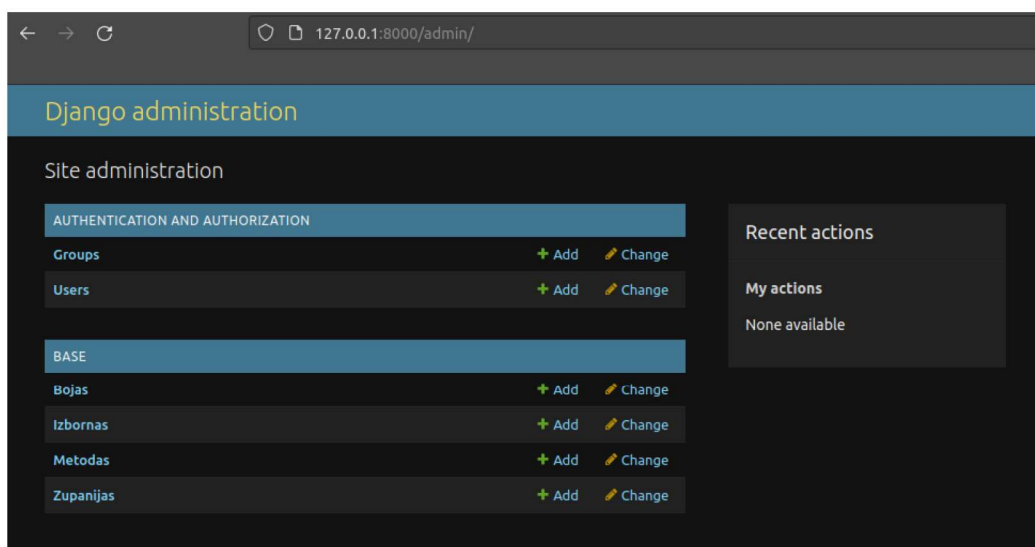 127.0.0.1:8000/admin/
Django administration
Site administration
AUTHENTICATION AND AUTHORIZATION
Groups Add Change
Users Add Change
BASE
Bojas Add Change
Izbornas Add Change
Metodas Add Change
Zupanijas Add Change
Recent actions
My actions
None available